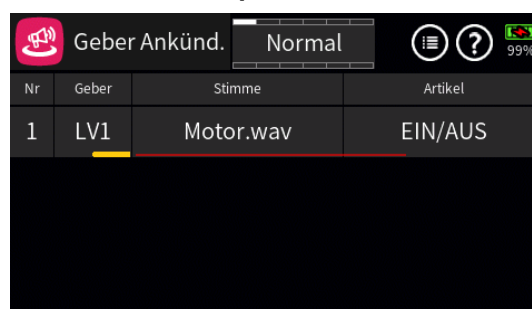 Geber Ankünd. Normal ? 99%
Nr Geber Stimme Artikel
1 LV1 Motor.wav EIN/AUS